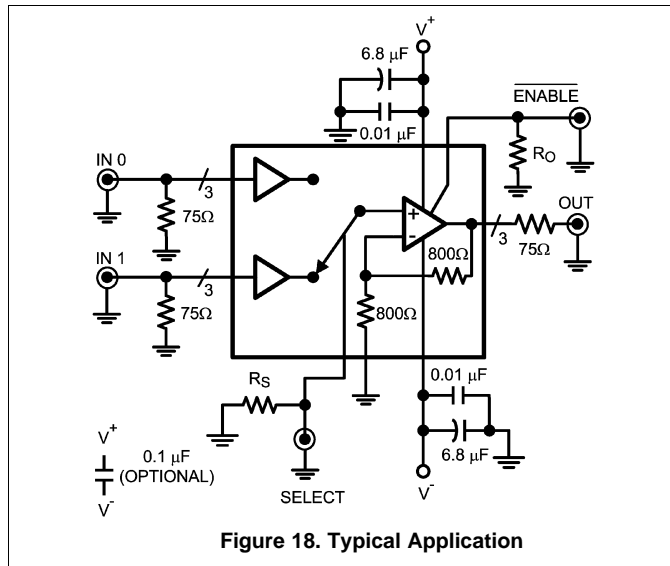 V+
6.8 µF
0.01 µF
ENABLE
RO
IN 0
3
75Ω
OUT
3
75Ω
+
-
800Ω
800Ω
IN 1
3
75Ω
RS
0.01 µF
6.8 µF
V-
SELECT
V+
0.1 µF
(OPTIONAL)
V-
Figure 18. Typical Application